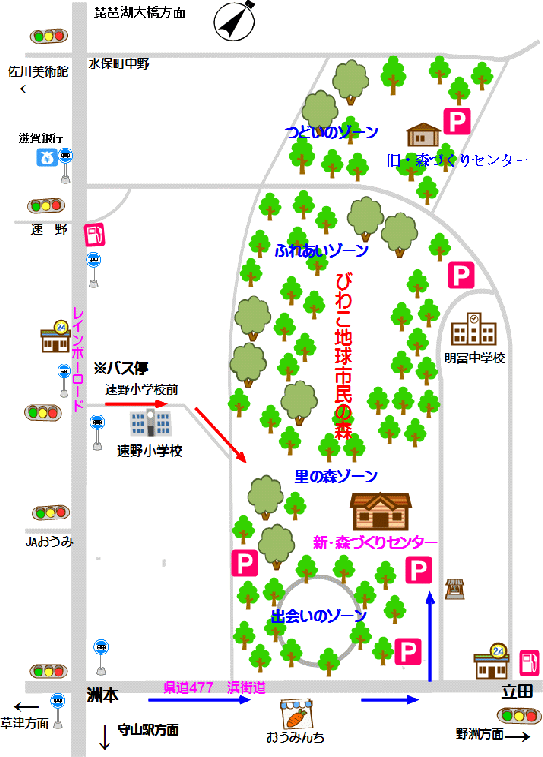 琵琶湖大橋方面
佐川美術館
←
水保町中野
滋賀銀行
つどいのゾーン
P
旧・森づくりセンター
速野
ふれあいゾーン
P
びわこ地球市民の森
レインボーロード
24
※バス停
速野小学校前
速野小学校
明富中学校
里の森ゾーン
JAおうみ
新・森づくりセンター
P
P
出会いのゾーン
P
24
洲本
県道477 浜街道
立田
草津方面
守山駅方面
おうみんち
野洲方面